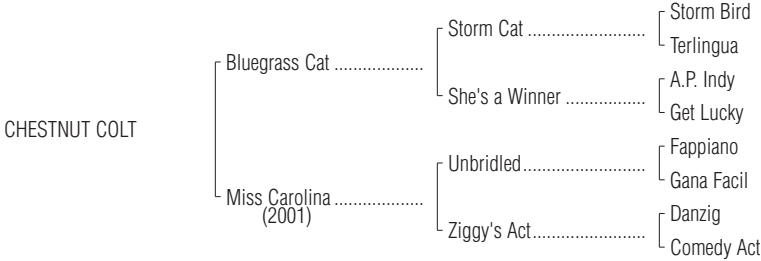 Storm Bird
Storm Cat ..........................
Terlingua
Bluegrass Cat ...................
A.P. Indy
She's a Winner .................
Get Lucky
CHESTNUT COLT
Fappiano
Unbridled..........................
Gana Facil
Miss Carolina ...................
(2001)
Danzig
Ziggy's Act........................
Comedy Act